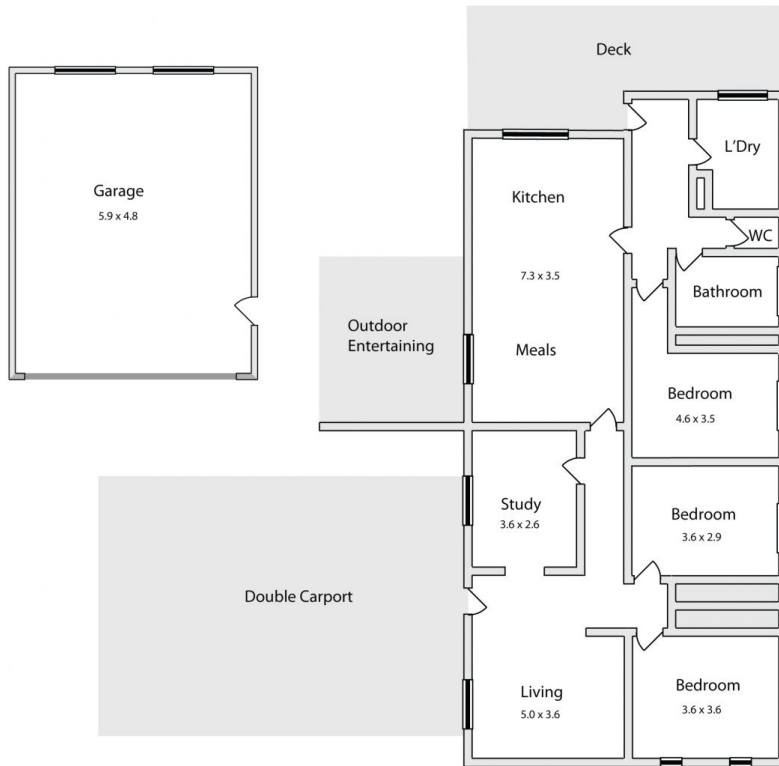 Deck
Garage
5.9 x 4.8
L'Dry
Kitchen
WC
7.3 x 3.5
Bathroom
Outdoor
Entertaining
Meals
Bedroom
4.6 x 3.5
Study
3.6 x 2.6
Bedroom
3.6 x 2.9
Double Carport
Living
5.0 x 3.6
Bedroom
3.6 x 3.6